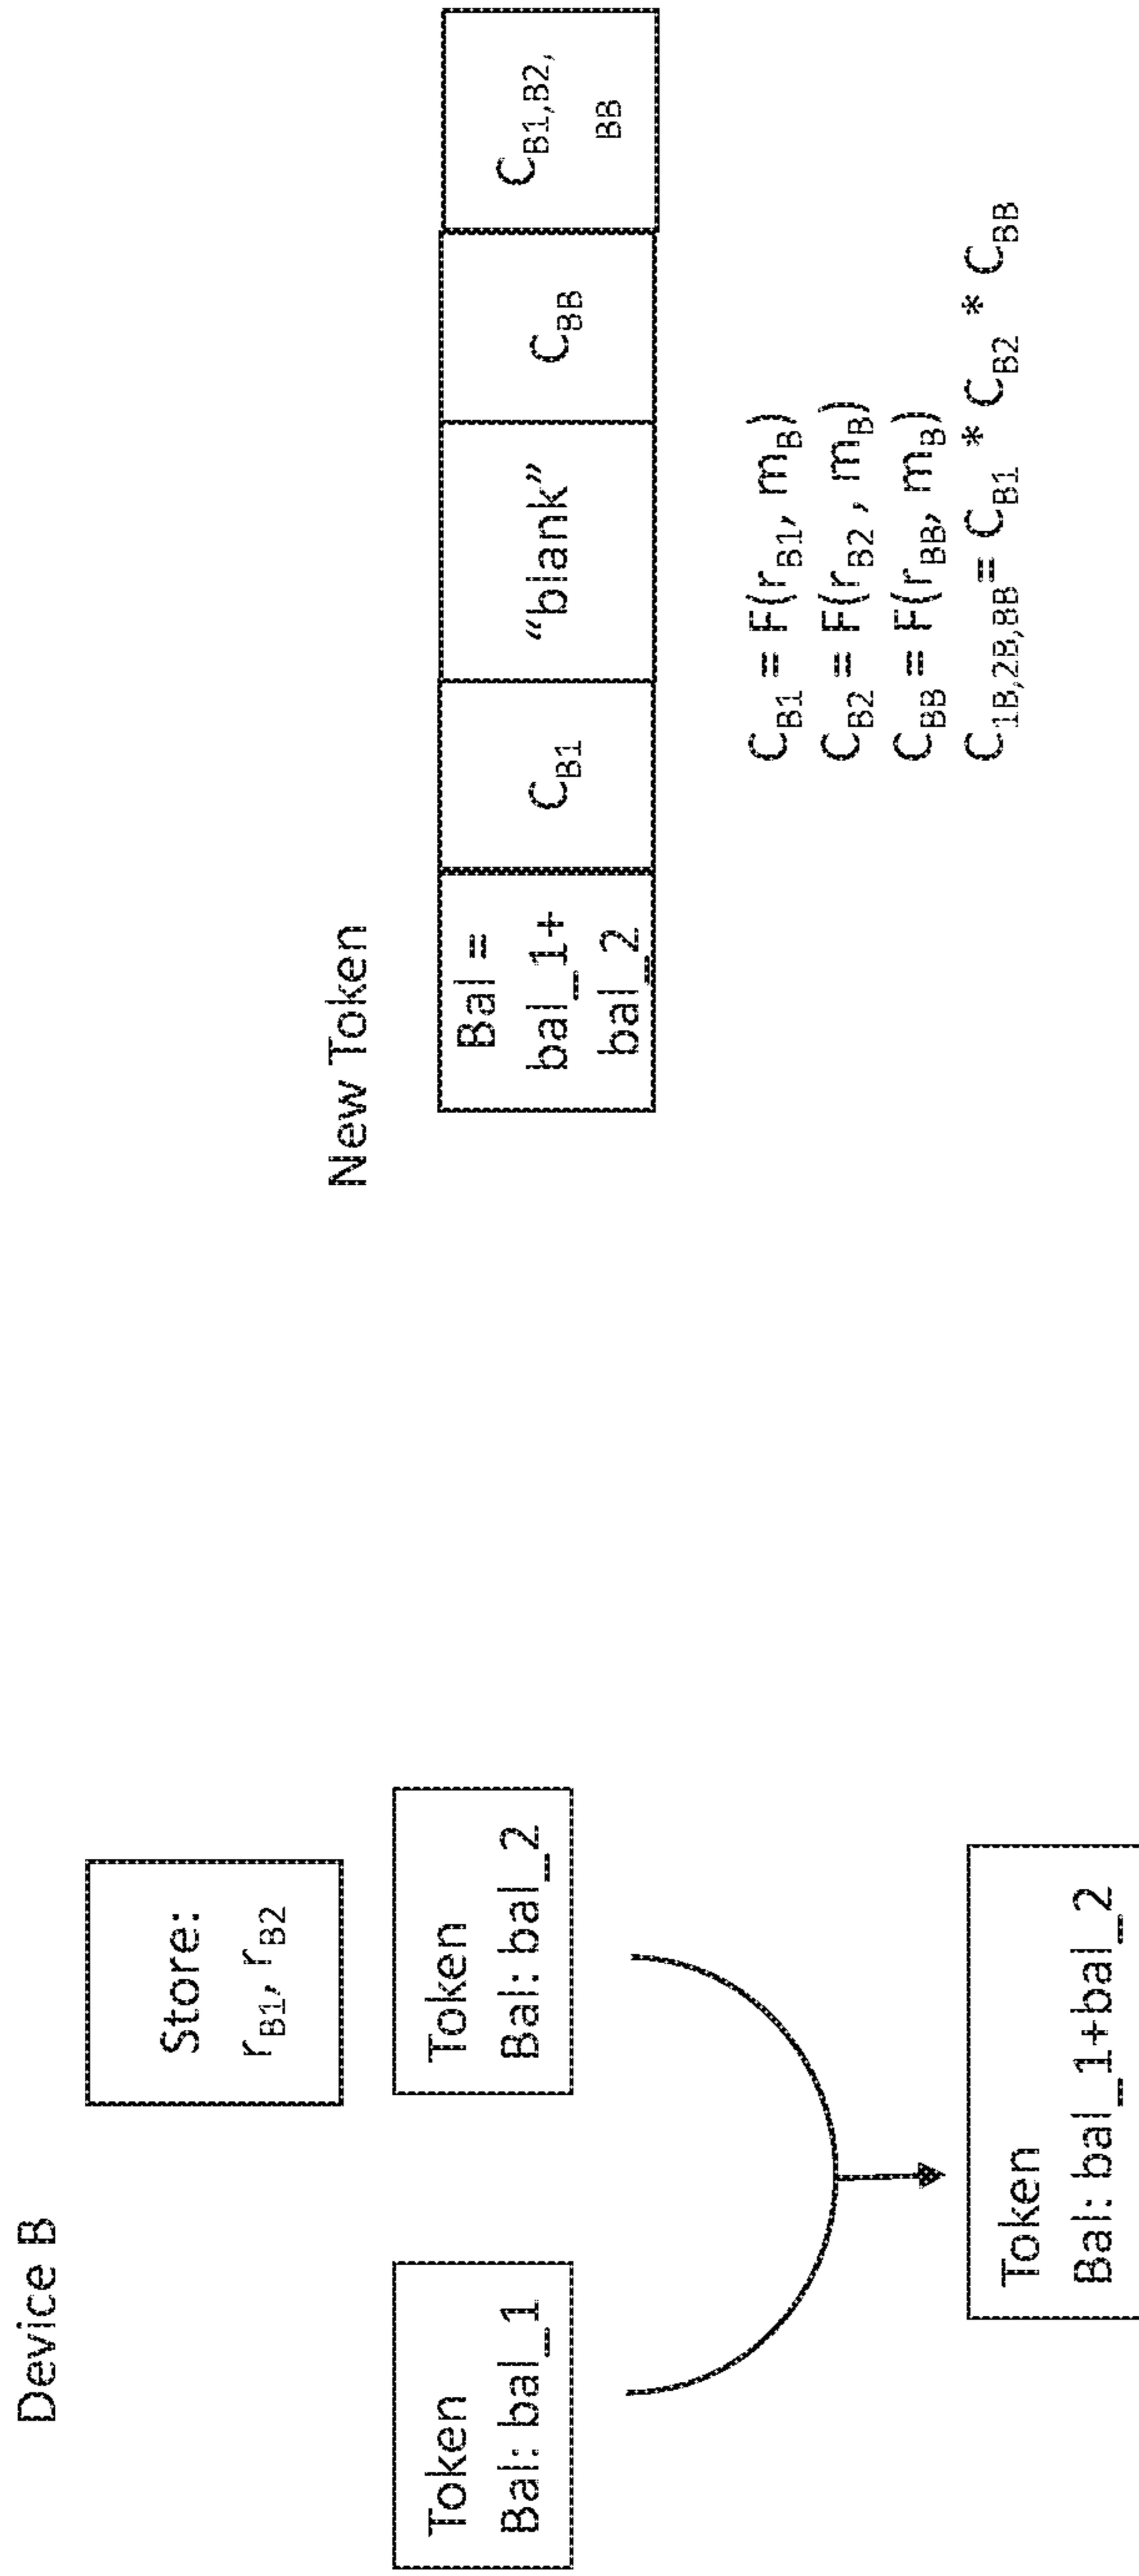 Device B
Store:
r_B1, r_B2
Token
Bal: bal_1
Token
Bal: bal_2
Token
Bal: bal_1+bal_2
New Token
Bal =
bal_1+
bal_2
C_B1
“blank”
C_BB
C_B1,B2,
BB
C_B1 = F(r_B1, m_B)
C_B2 = F(r_B2 , m_B)
C_BB = F(r_BB, m_B)
C_1B,2B,BB = C_B1 * C_B2 * C_BB